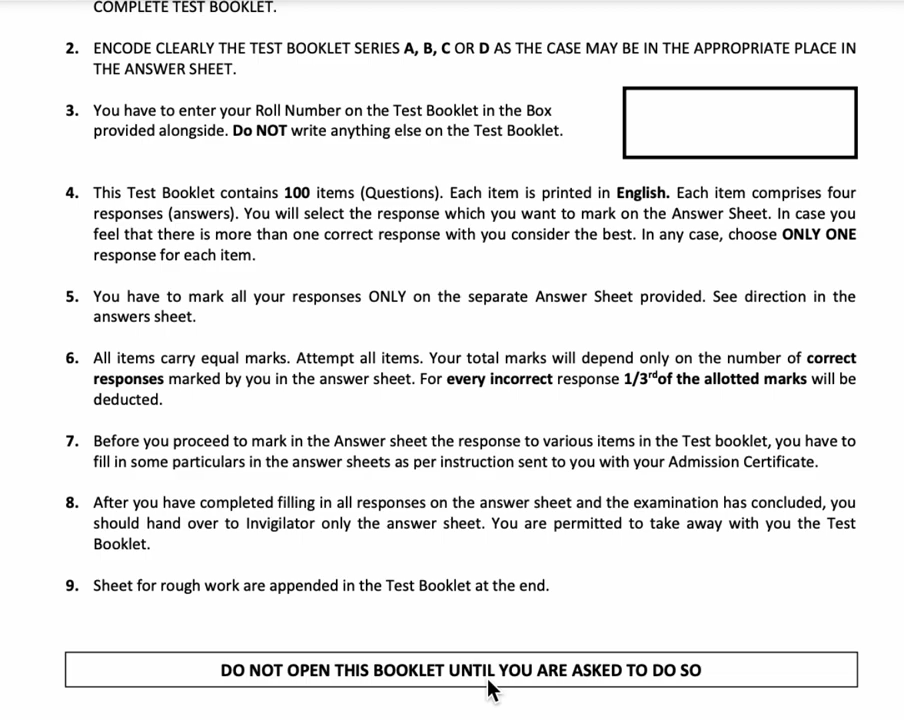 COMPLETE TEST BOOKLET.
2. ENCODE CLEARLY THE TEST BOOKLET SERIES A, B, C OR D AS THE CASE MAY BE IN THE APPROPRIATE PLACE IN
THE ANSWER SHEET.
3. You have to enter your Roll Number on the Test Booklet in the Box
provided alongside. Do NOT write anything else on the Test Booklet.
4. This Test Booklet contains 100 items (Questions). Each item is printed in English. Each item comprises four
responses (answers). You will select the response which you want to mark on the Answer Sheet. In case you
feel that there is more than one correct response with you consider the best. In any case, choose ONLY ONE
response for each item.
5. You have to mark all your responses ONLY on the separate Answer Sheet provided. See direction in the
answers sheet.
6. All items carry equal marks. Attempt all items. Your total marks will depend only on the number of correct
responses marked by you in the answer sheet. For every incorrect response 1/3rdof the allotted marks will be
deducted.
7. Before you proceed to mark in the Answer sheet the response to various items in the Test booklet, you have to
fill in some particulars in the answer sheets as per instruction sent to you with your Admission Certificate.
8. After you have completed filling in all responses on the answer sheet and the examination has concluded, you
should hand over to Invigilator only the answer sheet. You are permitted to take away with you the Test
Booklet.
9. Sheet for rough work are appended in the Test Booklet at the end.
DO NOT OPEN THIS BOOKLET UNTIL YOU ARE ASKED TO DO SO